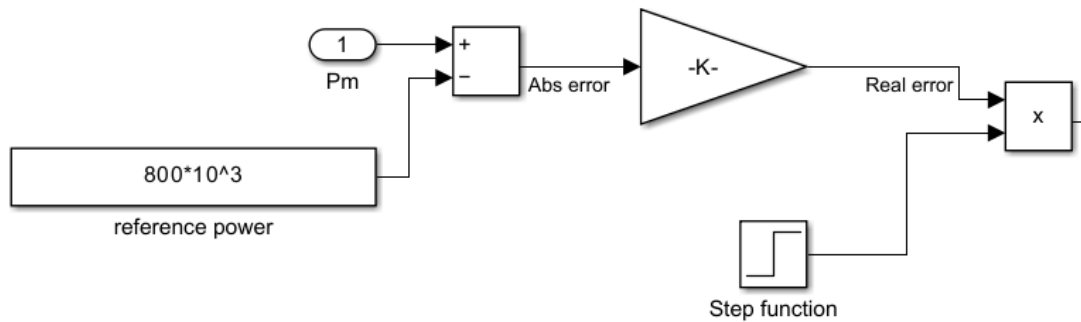 1
Pm
+
−
Abs error
-K-
Real error
x
800*10^3
reference power
Step function